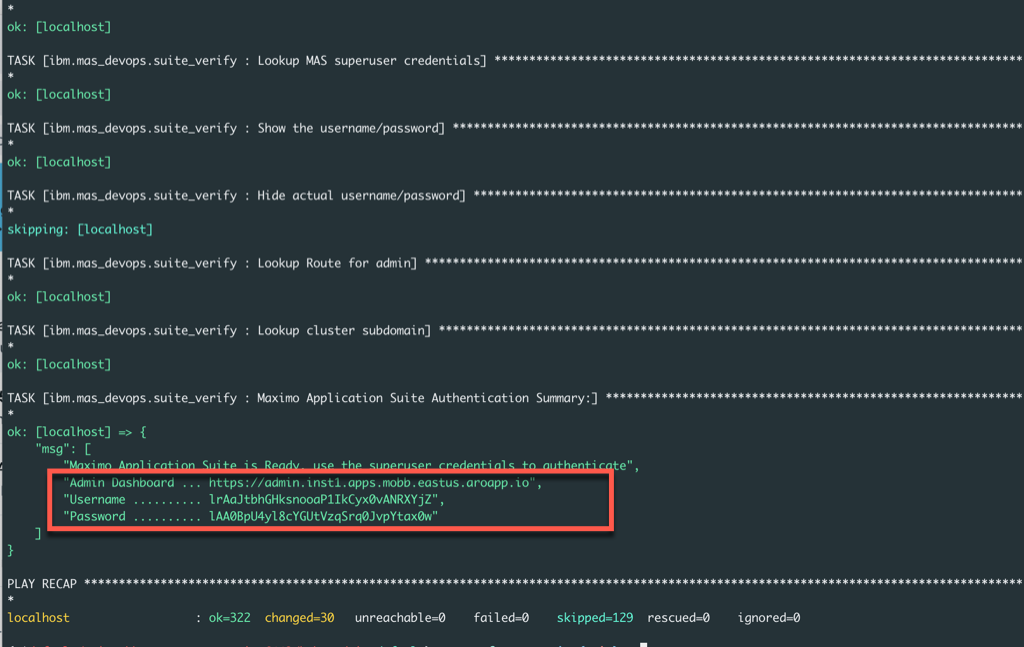 *
ok: [localhost]
TASK [ibm.mas_devops.suite_verify : Lookup MAS superuser credentials] ****************************************************************************
*
ok: [localhost]
TASK [ibm.mas_devops.suite_verify : Show the username/password] **********************************************************************************
*
ok: [localhost]
TASK [ibm.mas_devops.suite_verify : Hide actual username/password] *******************************************************************************
*
skipping: [localhost]
TASK [ibm.mas_devops.suite_verify : Lookup Route for admin] **************************************************************************************
*
ok: [localhost]
TASK [ibm.mas_devops.suite_verify : Lookup cluster subdomain] ************************************************************************************
*
ok: [localhost]
TASK [ibm.mas_devops.suite_verify : Maximo Application Suite Authentication Summary:] ************************************************************
*
ok: [localhost] => {
"msg": [
"Maximo Application Suite is Ready, use the superuser credentials to authenticate",
"Admin Dashboard ... https://admin.inst1.apps.mobb.eastus.aroapp.io",
"Username .......... lrAaJtbhGHksnooaP1IkCyx0vANRXYjZ",
"Password .......... lAA0BpU4yl8cYGUtVzqSrq0JvpYtax0w"
]
}
PLAY RECAP ***************************************************************************************************************************************
*
localhost : ok=322 changed=30 unreachable=0 failed=0 skipped=129 rescued=0 ignored=0